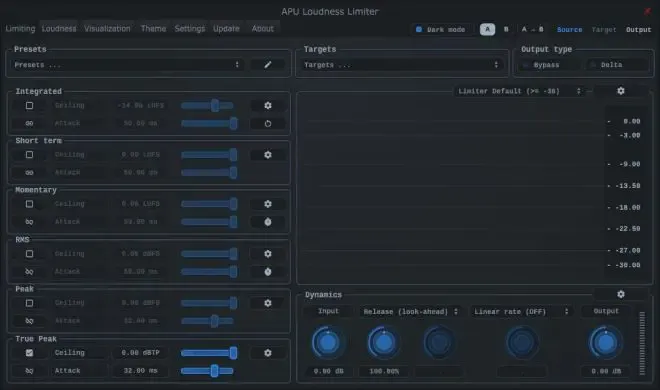 APU Loudness Limiter
Limiting Loudness Visualization Theme Settings Update About
Dark mode A B A → B Source Target Output
Presets
Presets ...
Targets
Targets ...
Output type
Bypass Delta
Integrated
Ceiling -14.00 LUFS
Attack 50.00 ms
Short term
Ceiling 0.00 LUFS
Attack 50.00 ms
Momentary
Ceiling 0.00 LUFS
Attack
RMS
Ceiling 0.00 dBFS
Attack 50.00 ms
Peak
Ceiling 0.00 dBFS
Attack 32.00 ms
True Peak
Ceiling 0.00 dBTP
Attack 32.00 ms
Limiter Default (>= -36)
- 0.00
- -3.00
- -9.00
- -13.50
- -18.00
- -22.50
- -27.00
- -30.00
Dynamics
Input Release (look-ahead) Linear rate (OFF) Output
0.00 dB 100.00% 0.00 dB